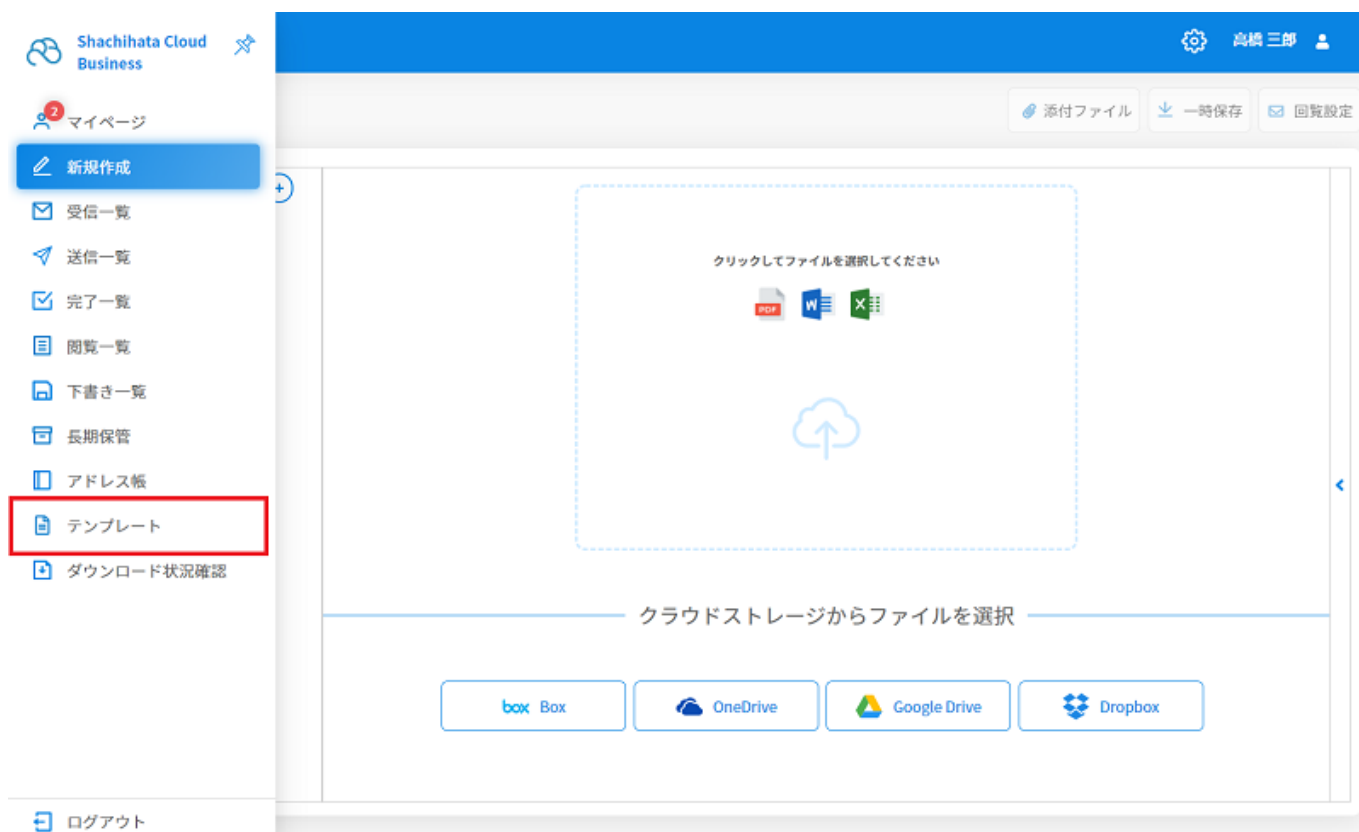 Shachihata Cloud
Business
高橋 三郎
2
マイページ
新規作成
受信一覧
送信一覧
完了一覧
閲覧一覧
下書き一覧
長期保管
アドレス帳
テンプレート
ダウンロード状況確認
ログアウト
添付ファイル
一時保存
回覧設定
クリックしてファイルを選択してください
PDF
W
X
クラウドストレージからファイルを選択
box Box
OneDrive
Google Drive
Dropbox